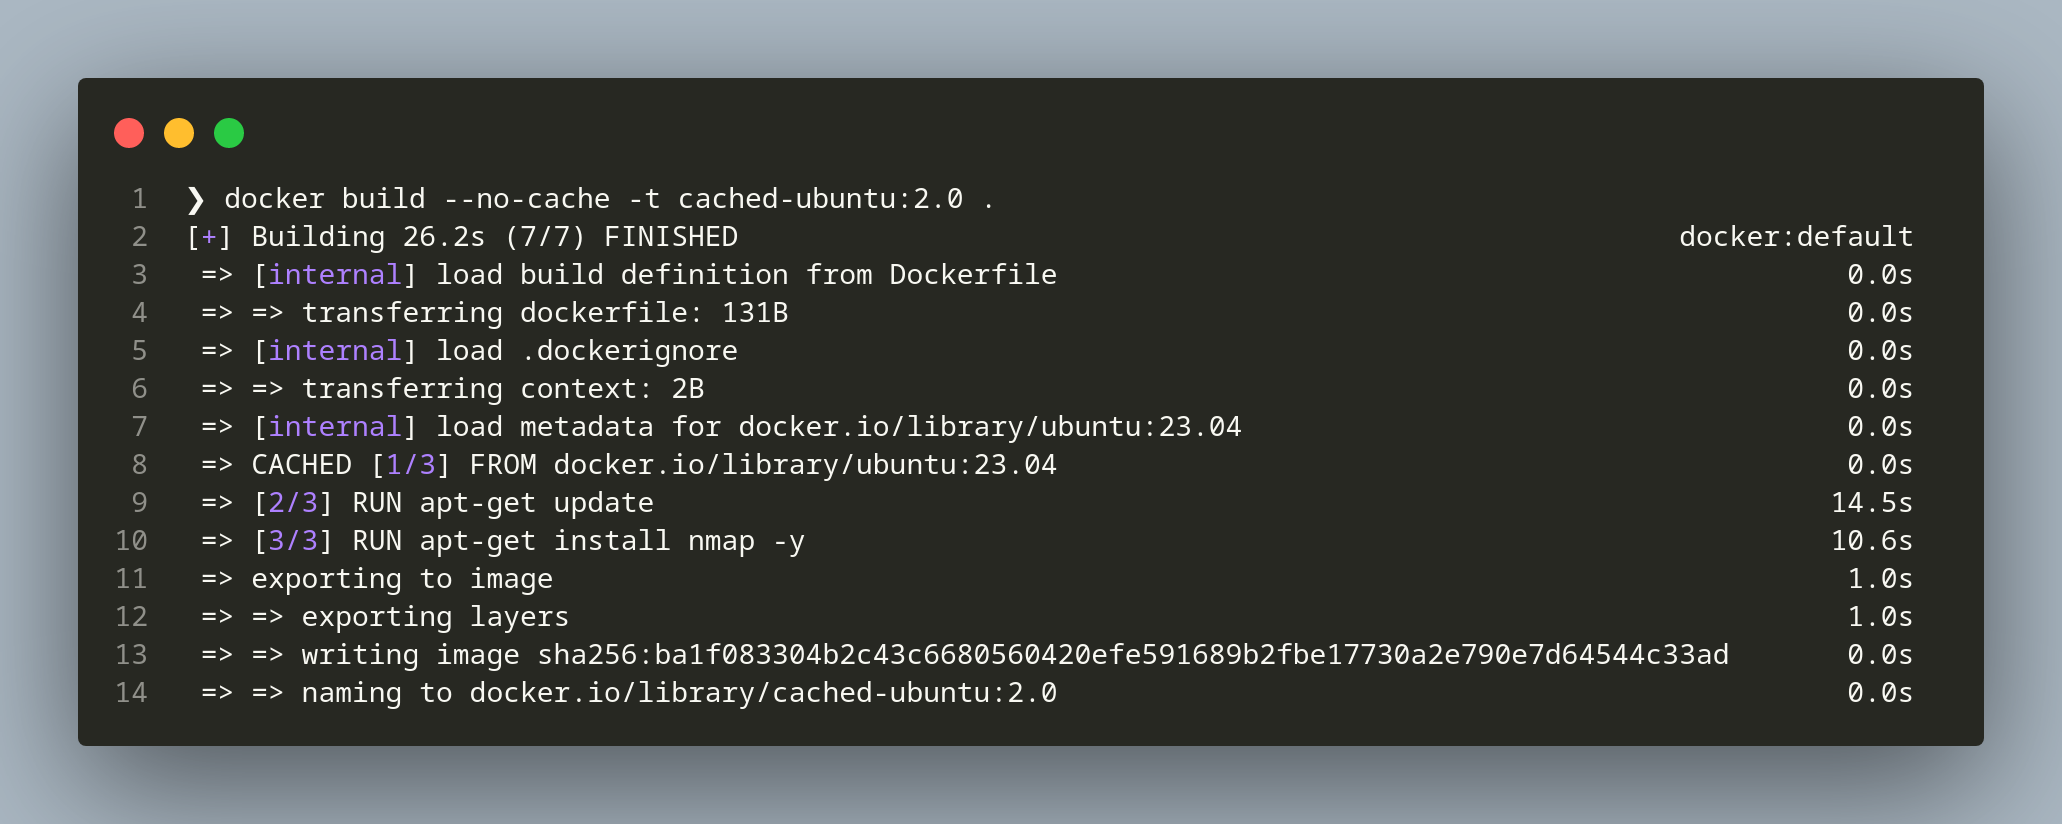 1 ❯ docker build --no-cache -t cached-ubuntu:2.0 .
2 [+] Building 26.2s (7/7) FINISHED docker:default
3 => [internal] load build definition from Dockerfile 0.0s
4 => => transferring dockerfile: 131B 0.0s
5 => [internal] load .dockerignore 0.0s
6 => => transferring context: 2B 0.0s
7 => [internal] load metadata for docker.io/library/ubuntu:23.04 0.0s
8 => CACHED [1/3] FROM docker.io/library/ubuntu:23.04 0.0s
9 => [2/3] RUN apt-get update 14.5s
10 => [3/3] RUN apt-get install nmap -y 10.6s
11 => exporting to image 1.0s
12 => => exporting layers 1.0s
13 => => writing image sha256:ba1f083304b2c43c6680560420efe591689b2fbe17730a2e790e7d64544c33ad 0.0s
14 => => naming to docker.io/library/cached-ubuntu:2.0 0.0s